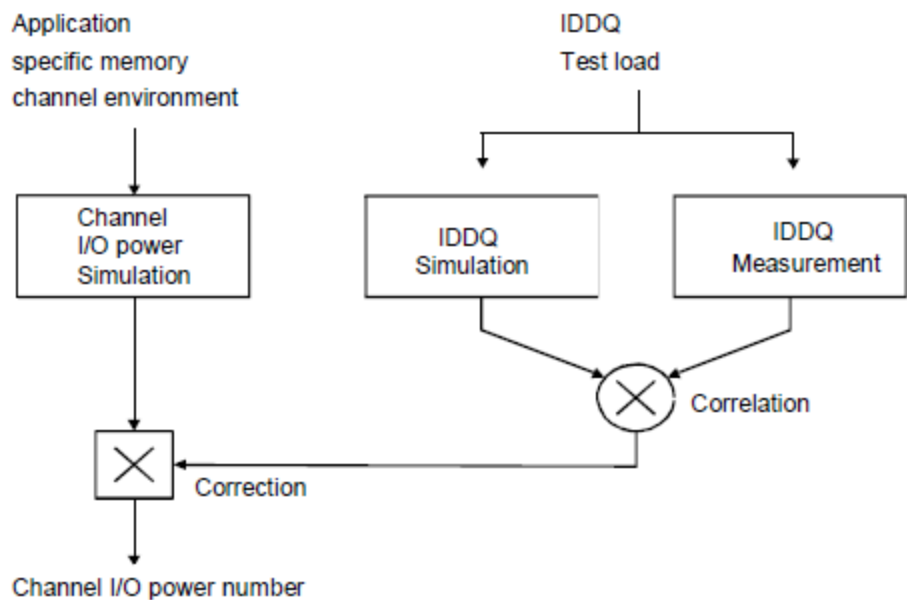 Application
specific memory
channel environment
IDDQ
Test load
Channel
I/O power
Simulation
IDDQ
Simulation
IDDQ
Measurement
Correlation
Correction
Channel I/O power number